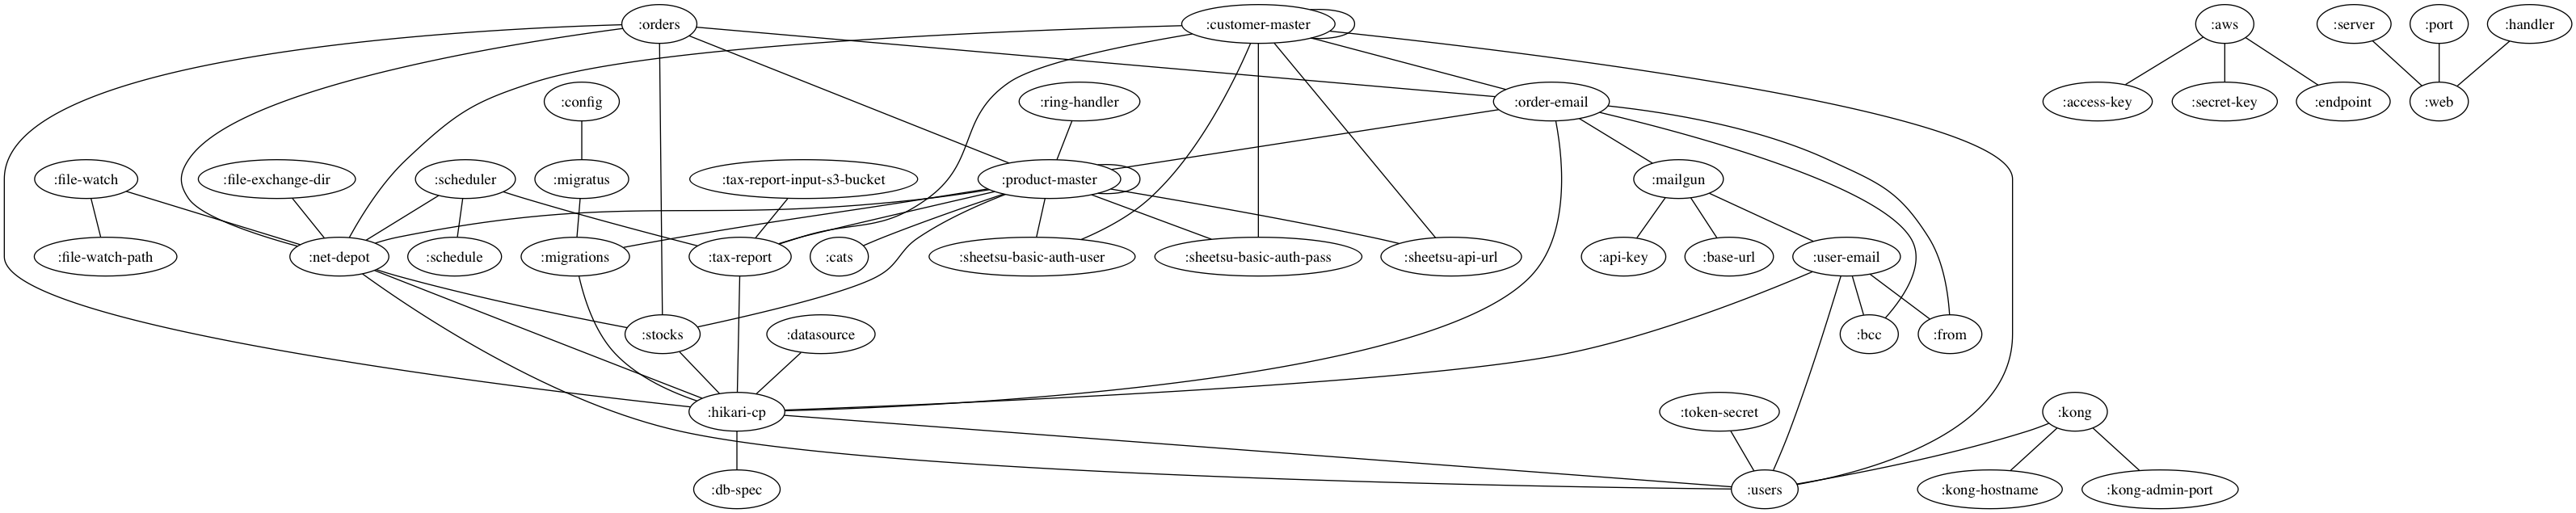 :orders
:customer-master
:aws
:server
:port
:handler
:config
:ring-handler
:order-email
:access-key
:secret-key
:endpoint
:web
:file-watch
:file-exchange-dir
:scheduler
:migratus
:tax-report-input-s3-bucket
:product-master
:mailgun
:file-watch-path
:net-depot
:schedule
:migrations
:tax-report
:cats
:sheetsu-basic-auth-user
:sheetsu-basic-auth-pass
:sheetsu-api-url
:api-key
:base-url
:user-email
:stocks
:datasource
:bcc
:from
:hikari-cp
:token-secret
:kong
:db-spec
:users
:kong-hostname
:kong-admin-port